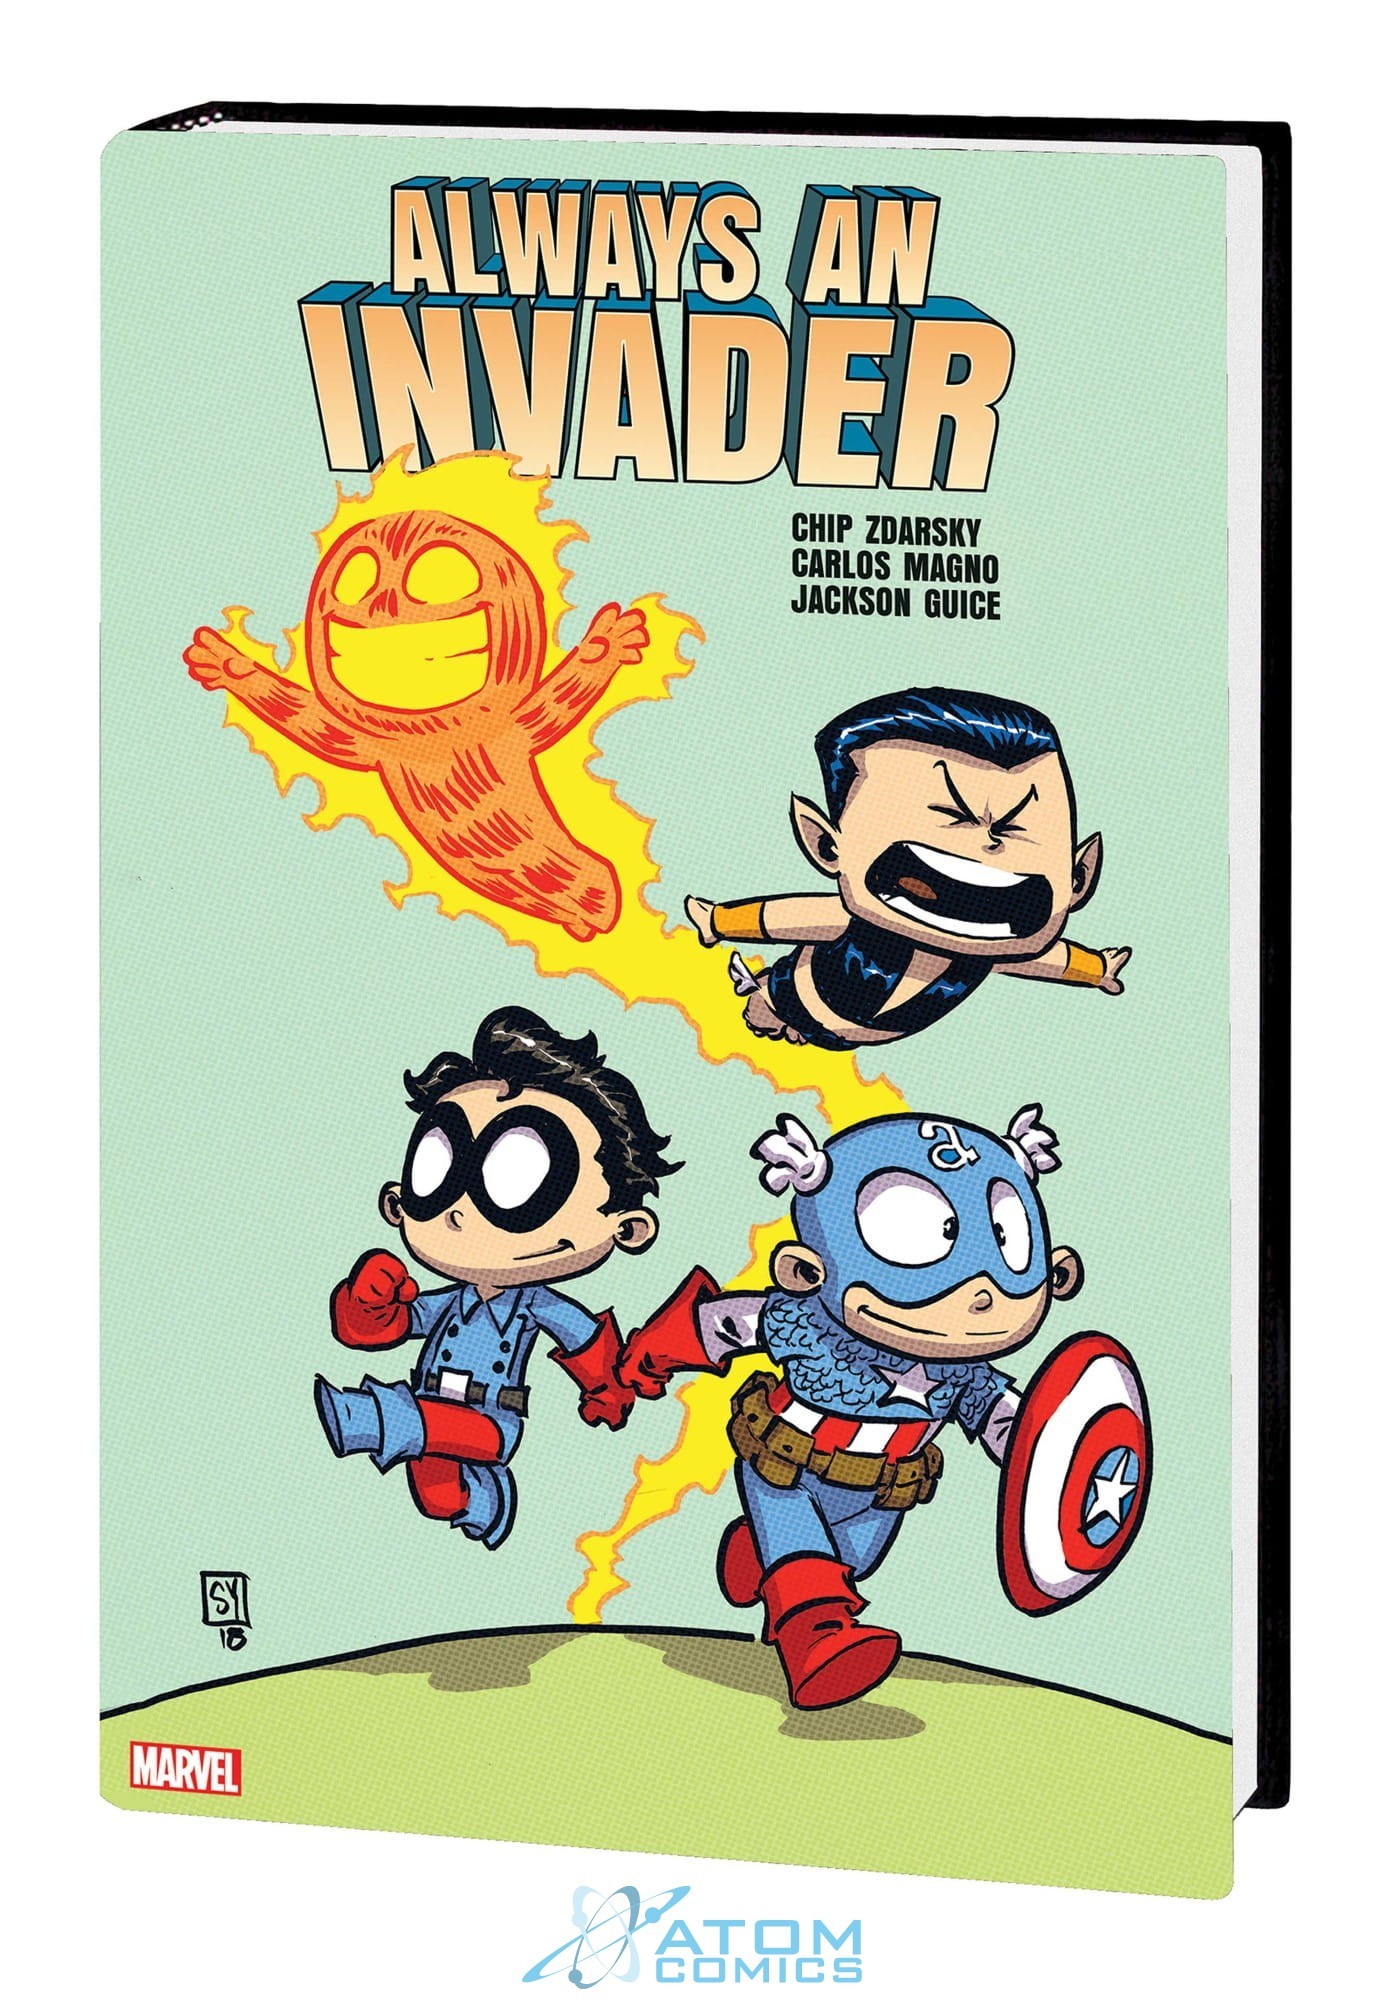 ALWAYS AN
INVADER
CHIP ZDARSKY
CARLOS MAGNO
JACKSON GUICE
A
SY
18
MARVEL
ATOM
COMICS